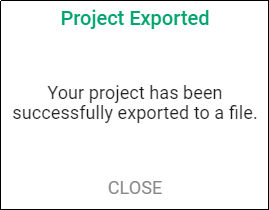 Project Exported
Your project has been
successfully exported to a file.
CLOSE